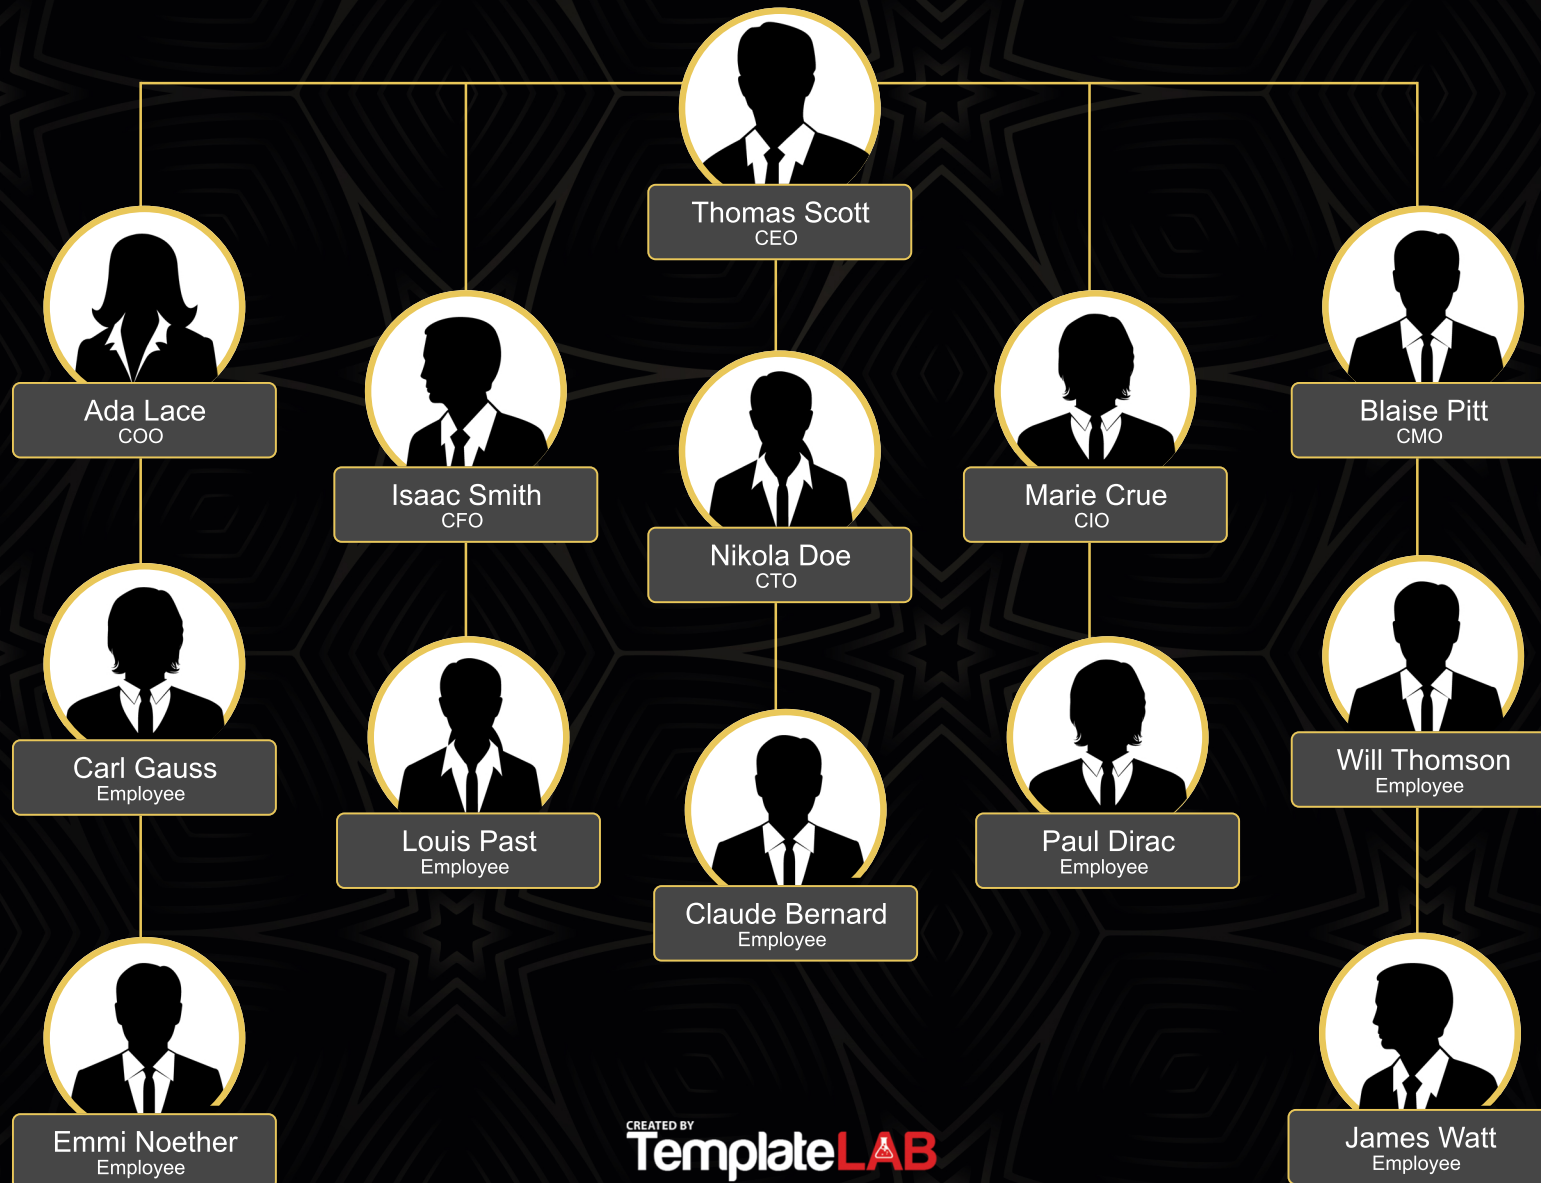 Thomas Scott
CEO
Ada Lace
COO
Blaise Pitt
CMO
Isaac Smith
CFO
Marie Crue
CIO
Nikola Doe
CTO
Carl Gauss
Employee
Will Thomson
Employee
Louis Past
Employee
Paul Dirac
Employee
Claude Bernard
Employee
Emmi Noether
Employee
James Watt
Employee
CREATED BY
TemplateLAB